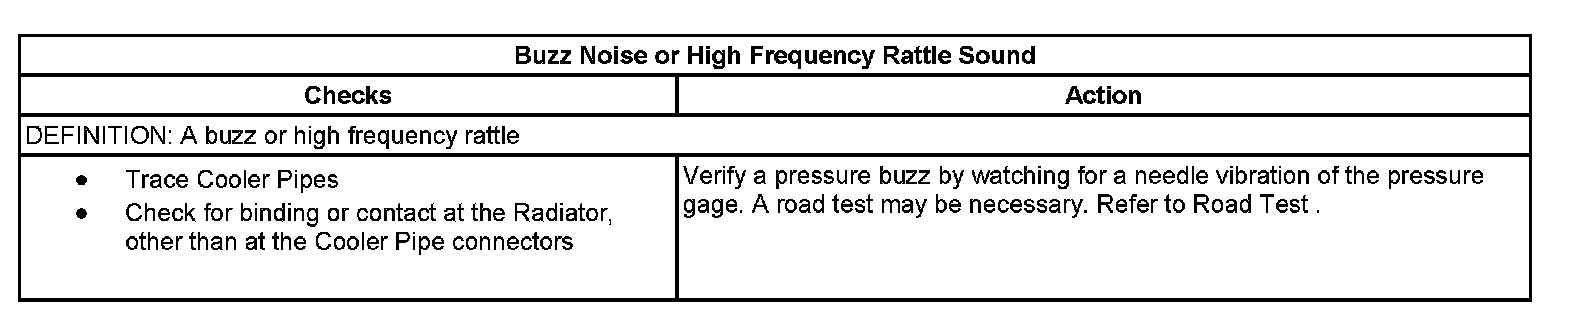 Buzz Noise or High Frequency Rattle Sound
Checks
Action
DEFINITION: A buzz or high frequency rattle
● Trace Cooler Pipes
● Check for binding or contact at the Radiator,
other than at the Cooler Pipe connectors
Verify a pressure buzz by watching for a needle vibration of the pressure
gage. A road test may be necessary. Refer to Road Test .